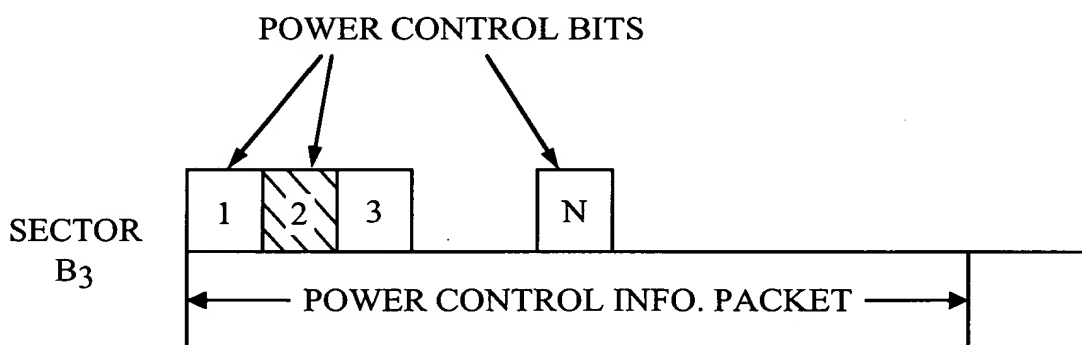 POWER CONTROL BITS
1 2 3 N
SECTOR
B3
POWER CONTROL INFO. PACKET